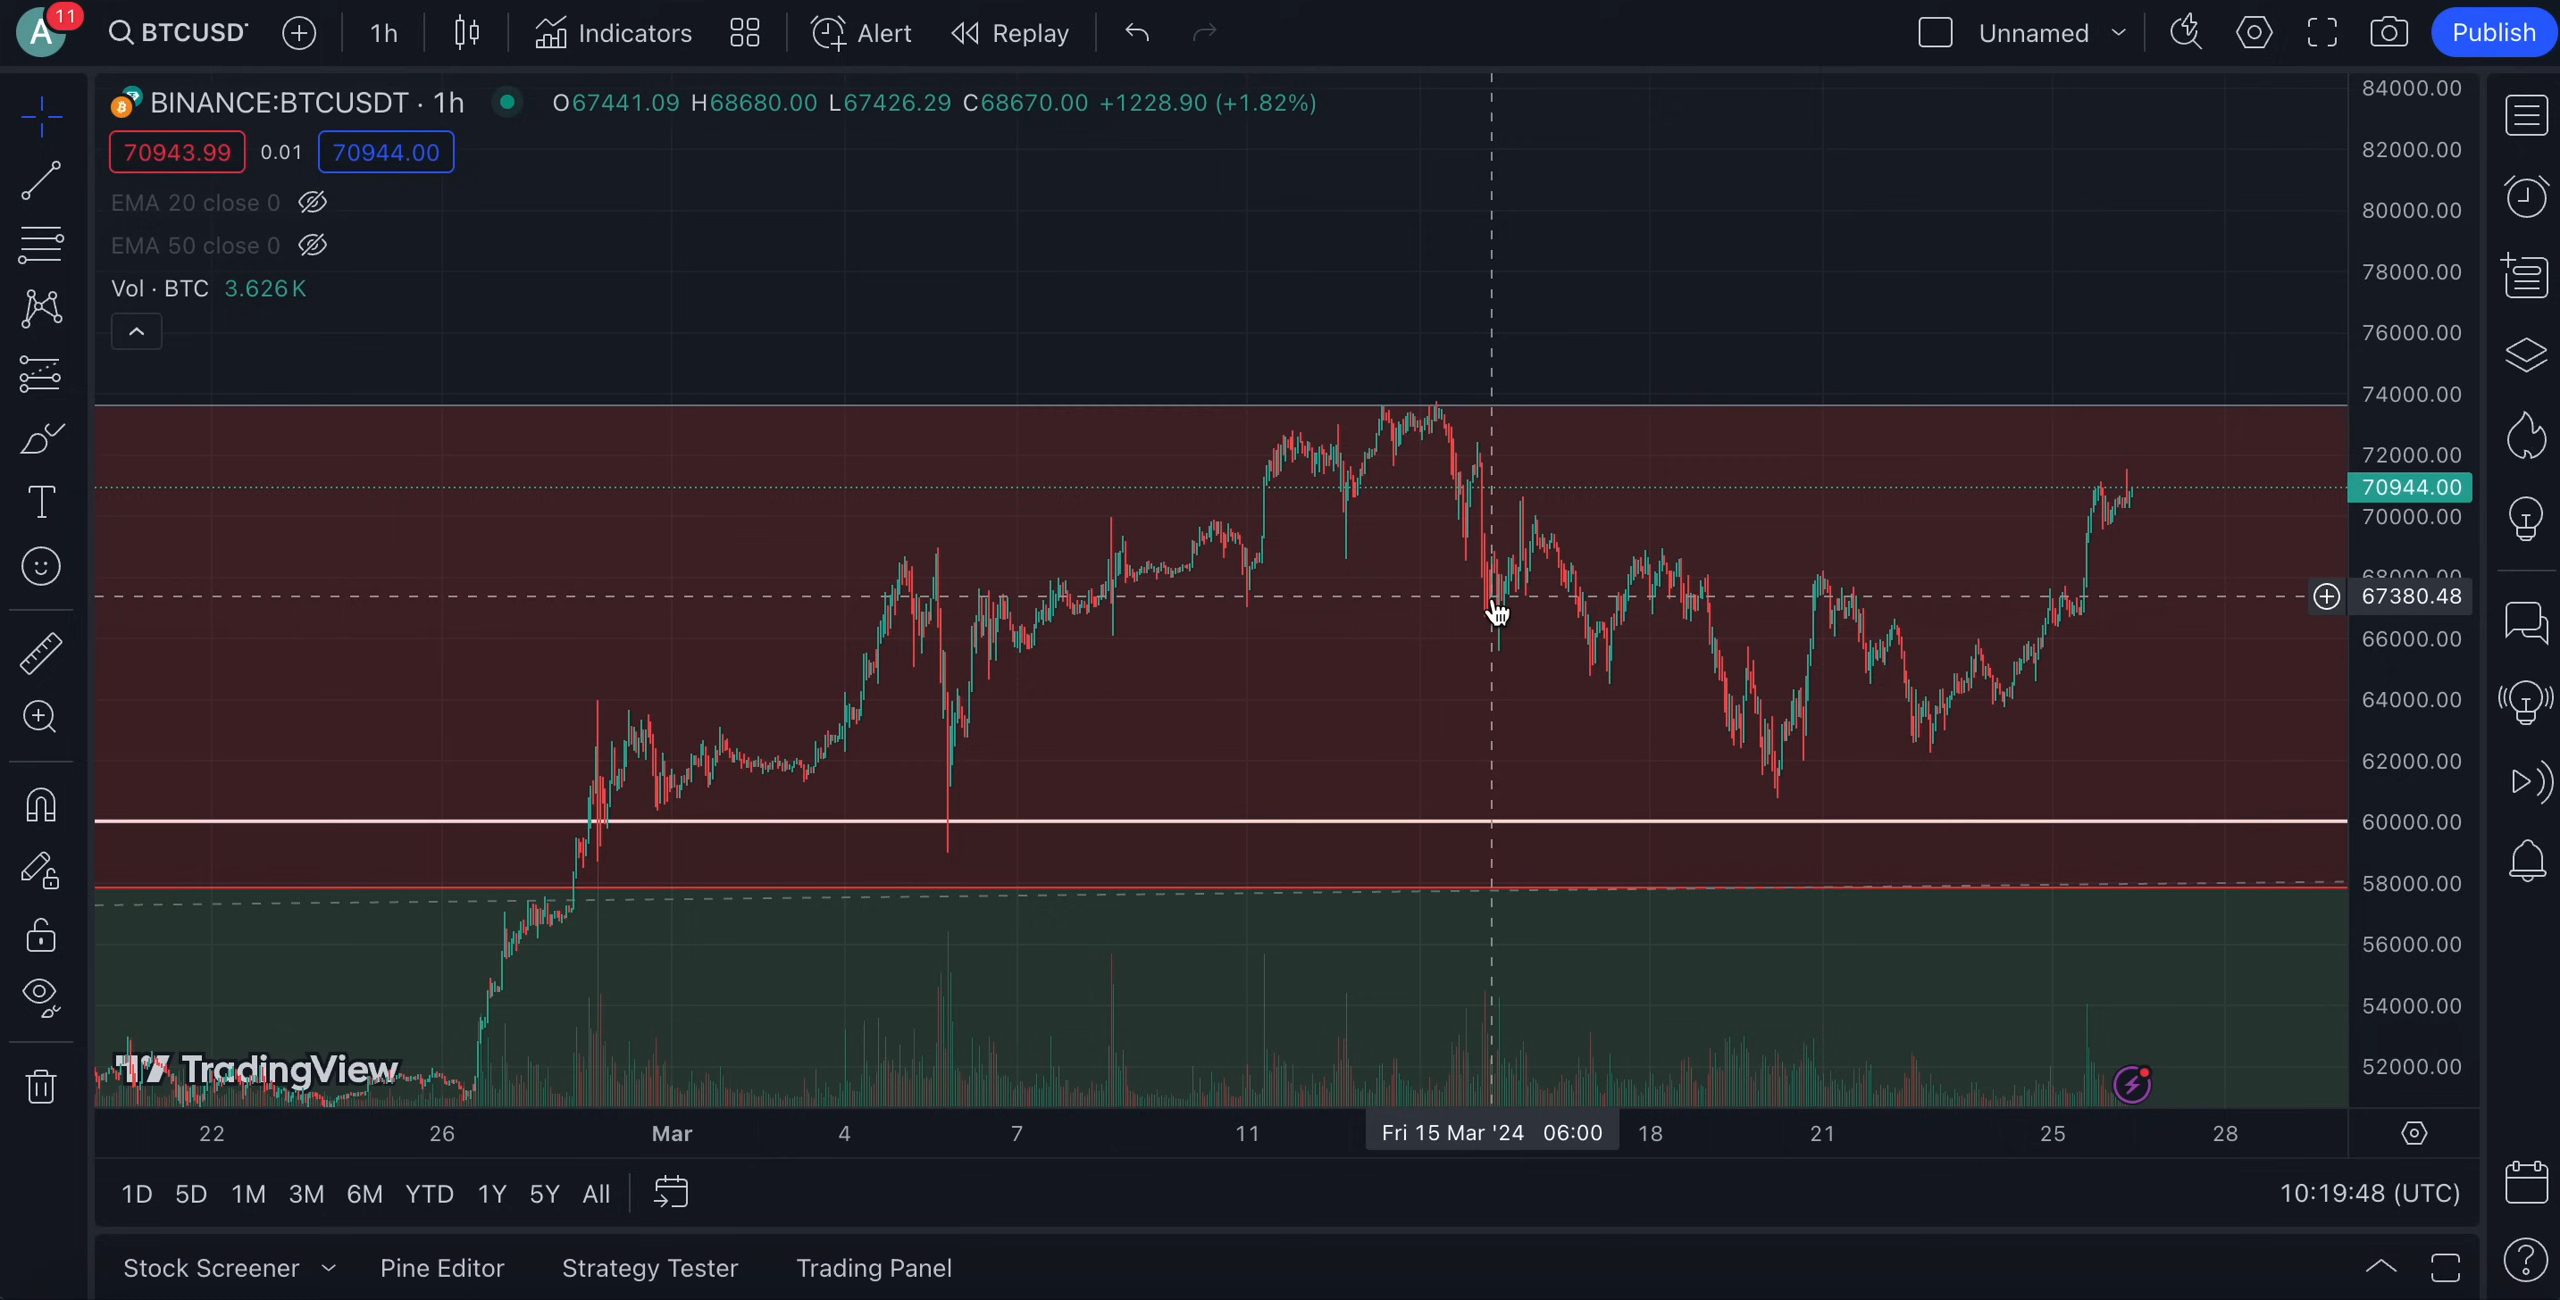 A 11 BTCUSDT 1h Indicators Alert Replay Unnamed Publish
BINANCE:BTCUSDT · 1h O67441.09 H68680.00 L67426.29 C68670.00 +1228.90 (+1.82%)
70943.99 0.01 70944.00
EMA 20 close 0
EMA 50 close 0
Vol · BTC 3.626K
84000.00
82000.00
80000.00
78000.00
76000.00
74000.00
72000.00
70944.00
70000.00
68000.00
67380.48
66000.00
64000.00
62000.00
60000.00
58000.00
56000.00
54000.00
52000.00
TradingView
22 26 Mar 4 7 11 Fri 15 Mar '24 06:00 18 21 25 28
1D 5D 1M 3M 6M YTD 1Y 5Y All 10:19:48 (UTC)
Stock Screener Pine Editor Strategy Tester Trading Panel